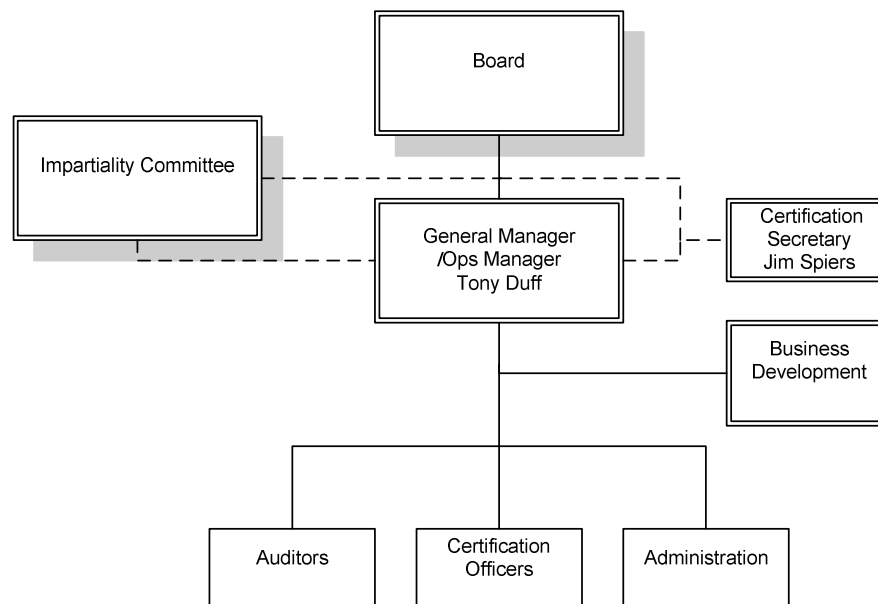 Board
Impartiality Committee
General Manager
/Ops Manager
Tony Duff
Certification
Secretary
Jim Spiers
Business
Development
Auditors
Certification
Officers
Administration